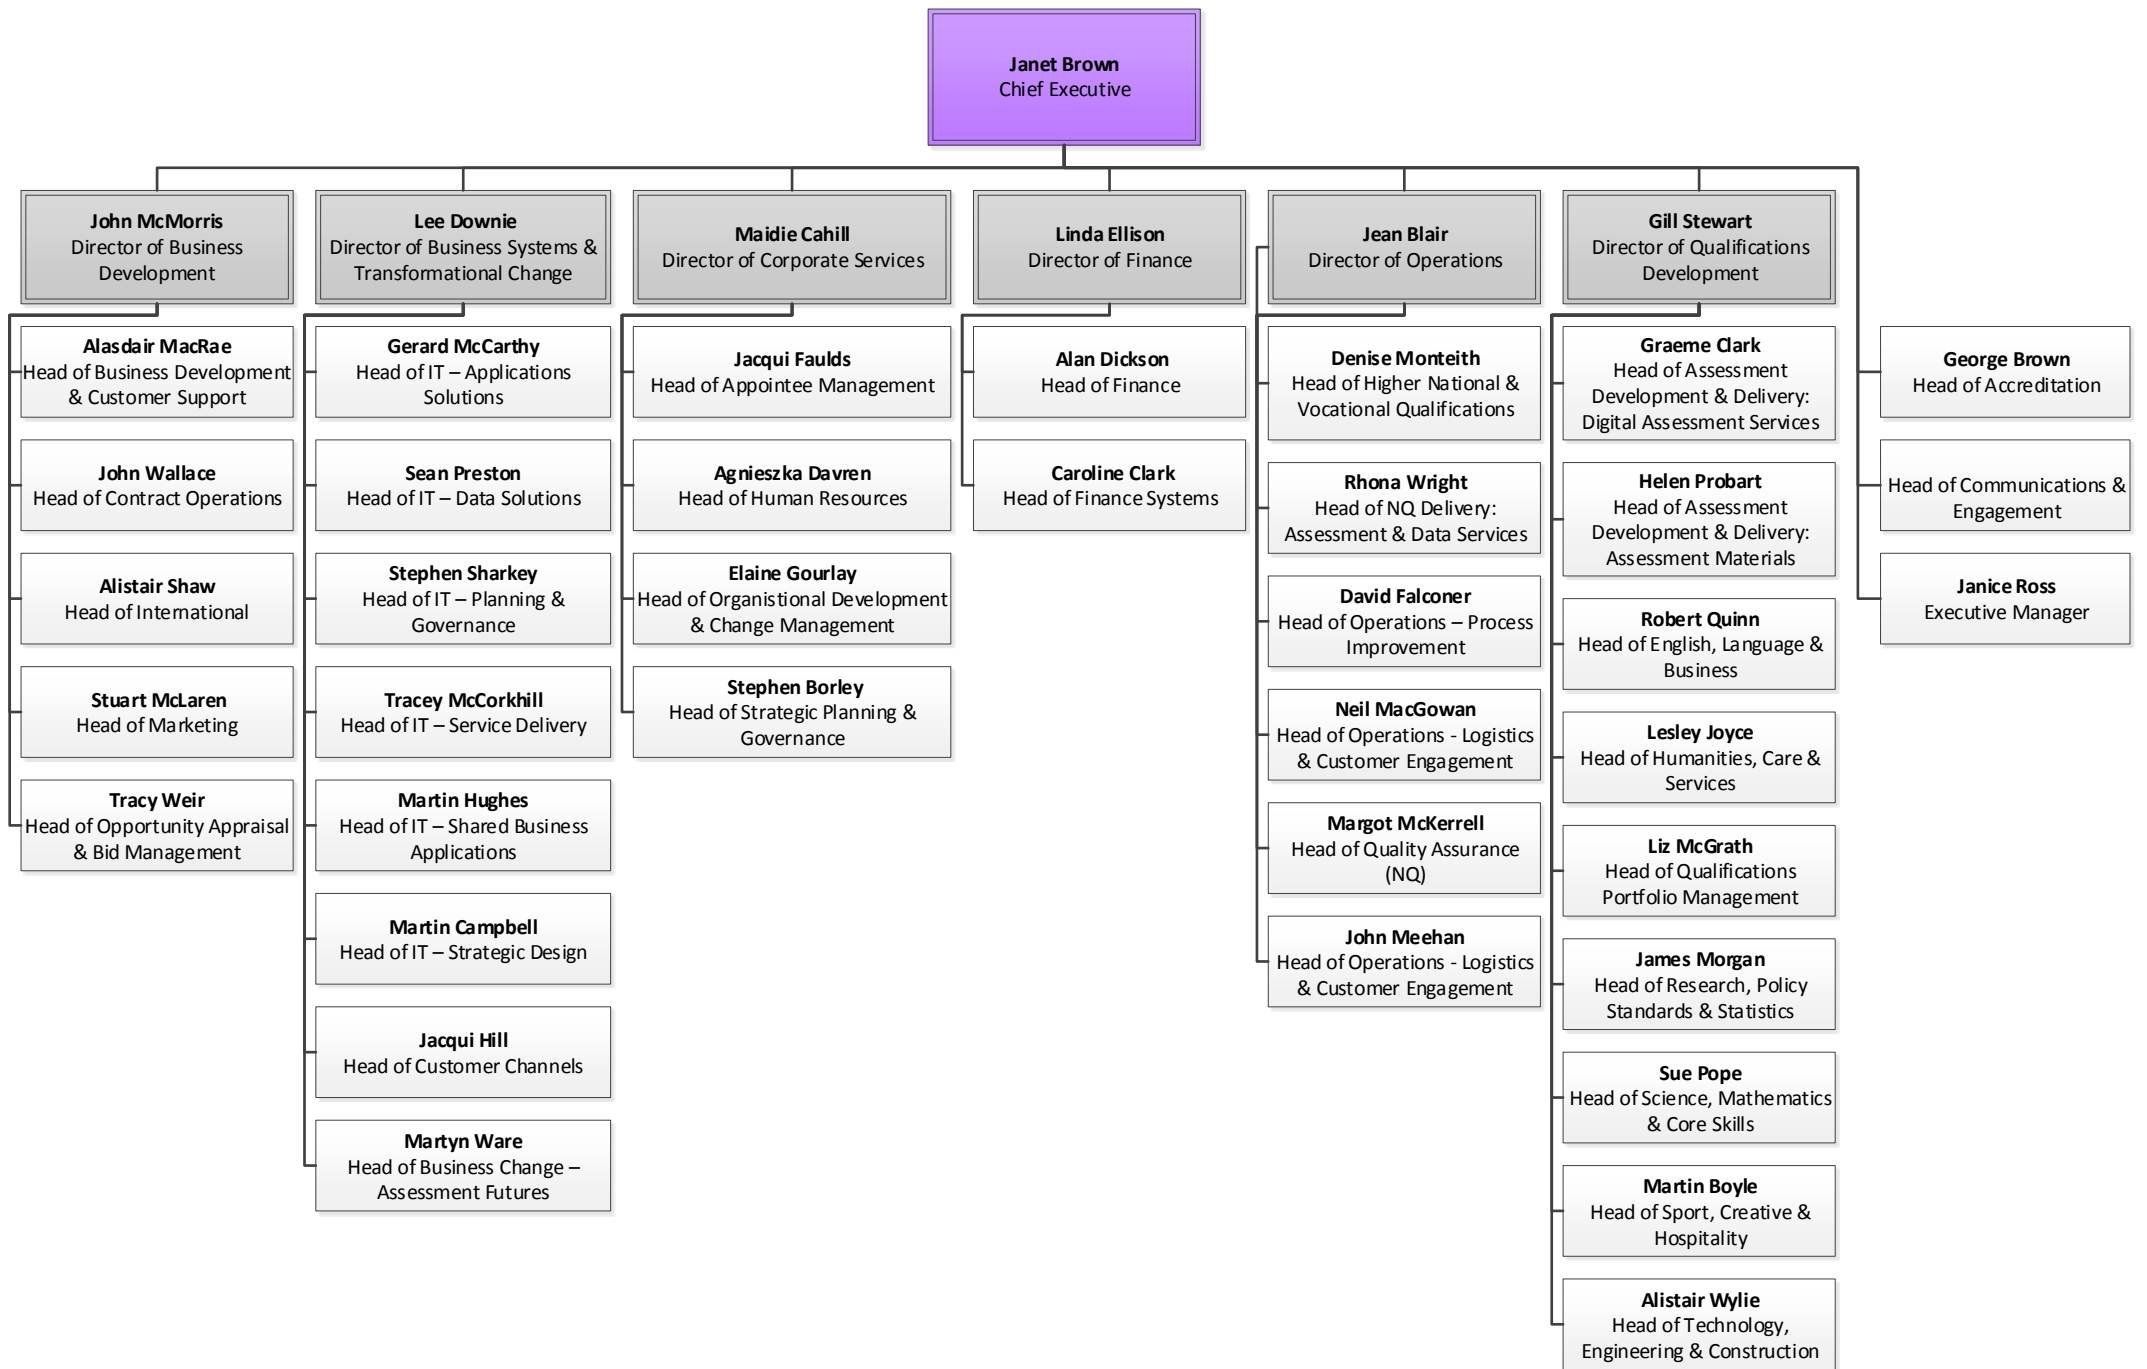 Janet Brown
Chief Executive
John McMorris
Director of Business
Development
Alasdair MacRae
Head of Business Development
& Customer Support
John Wallace
Head of Contract Operations
Alistair Shaw
Head of International
Stuart McLaren
Head of Marketing
Tracy Weir
Head of Opportunity Appraisal
& Bid Management
Lee Downie
Director of Business Systems &
Transformational Change
Gerard McCarthy
Head of IT – Applications
Solutions
Sean Preston
Head of IT – Data Solutions
Stephen Sharkey
Head of IT – Planning &
Governance
Tracey McCorkhill
Head of IT – Service Delivery
Martin Hughes
Head of IT – Shared Business
Applications
Martin Campbell
Head of IT – Strategic Design
Jacqui Hill
Head of Customer Channels
Martyn Ware
Head of Business Change –
Assessment Futures
Maidie Cahill
Director of Corporate Services
Jacqui Faulds
Head of Appointee Management
Agnieszka Davren
Head of Human Resources
Elaine Gourlay
Head of Organistional Development
& Change Management
Stephen Borley
Head of Strategic Planning &
Governance
Linda Ellison
Director of Finance
Alan Dickson
Head of Finance
Caroline Clark
Head of Finance Systems
Jean Blair
Director of Operations
Denise Monteith
Head of Higher National &
Vocational Qualifications
Rhona Wright
Head of NQ Delivery:
Assessment & Data Services
David Falconer
Head of Operations – Process
Improvement
Neil MacGowan
Head of Operations - Logistics
& Customer Engagement
Margot McKerrell
Head of Quality Assurance
(NQ)
John Meehan
Head of Operations - Logistics
& Customer Engagement
Gill Stewart
Director of Qualifications
Development
Graeme Clark
Head of Assessment
Development & Delivery:
Digital Assessment Services
Helen Probart
Head of Assessment
Development & Delivery:
Assessment Materials
Robert Quinn
Head of English, Language &
Business
Lesley Joyce
Head of Humanities, Care &
Services
Liz McGrath
Head of Qualifications
Portfolio Management
James Morgan
Head of Research, Policy
Standards & Statistics
Sue Pope
Head of Science, Mathematics
& Core Skills
Martin Boyle
Head of Sport, Creative &
Hospitality
Alistair Wylie
Head of Technology,
Engineering & Construction
George Brown
Head of Accreditation
Head of Communications &
Engagement
Janice Ross
Executive Manager